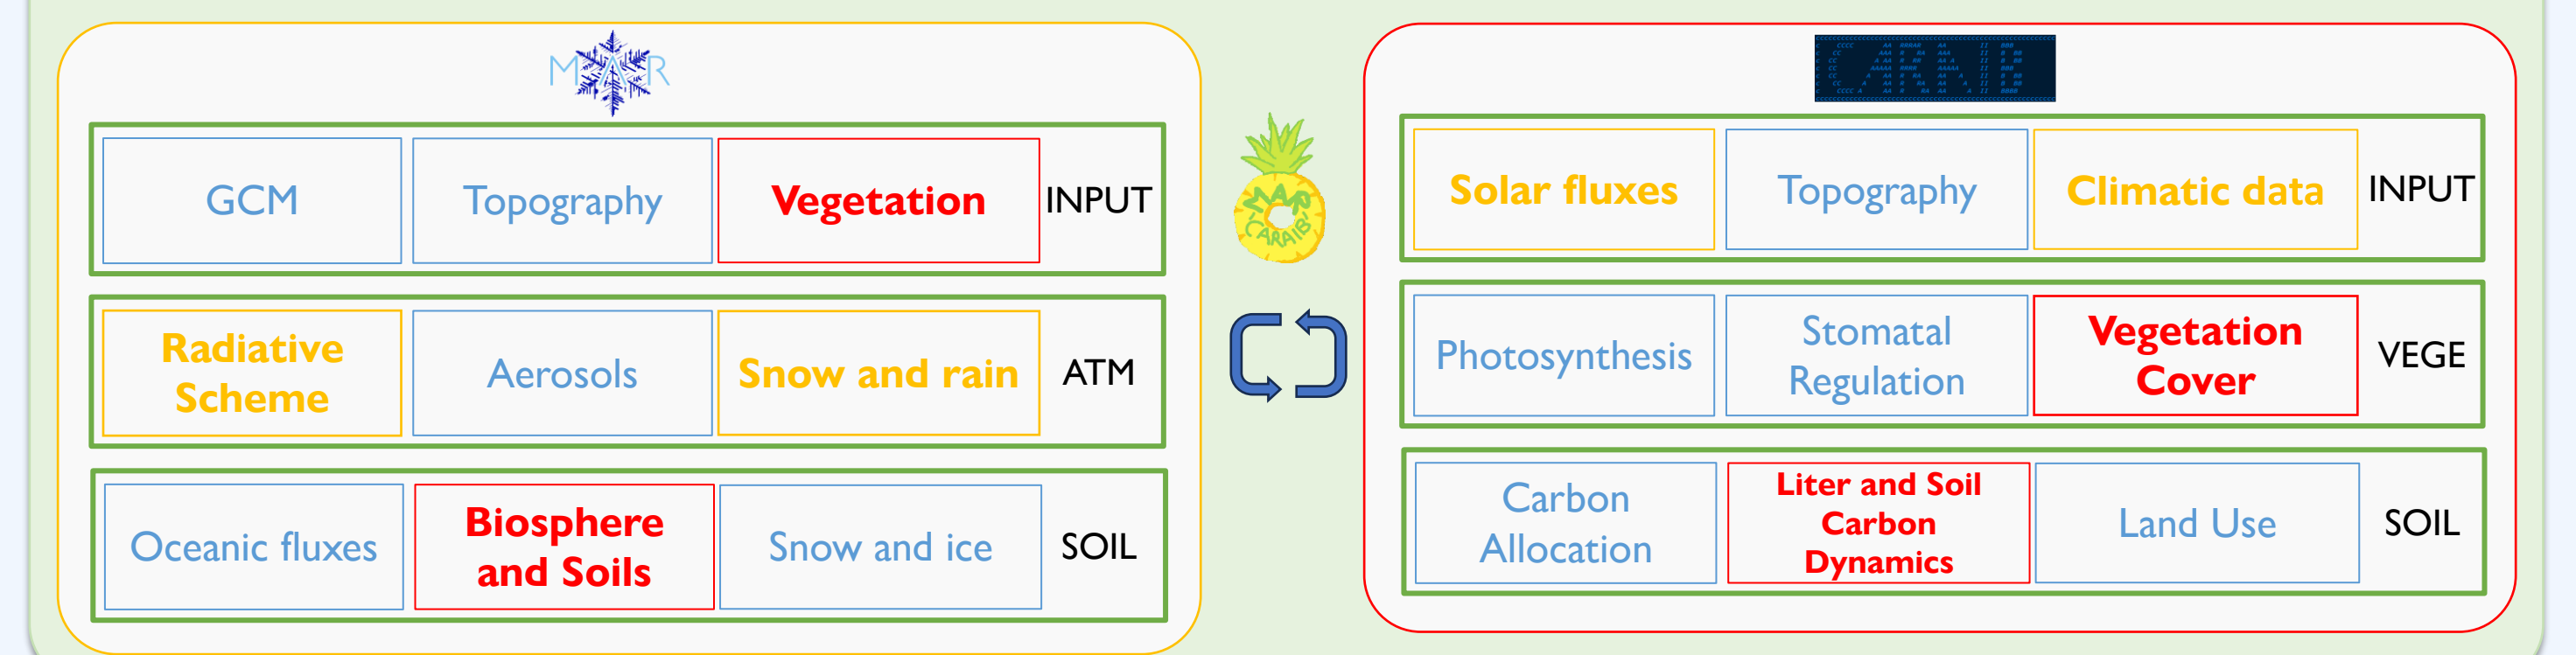 MAR
GCM
Topography
Vegetation
INPUT
Radiative
Scheme
Aerosols
Snow and rain
ATM
Oceanic fluxes
Biosphere
and Soils
Snow and ice
SOIL
MAR
-CARAIB-
CARAIB
Solar fluxes
Topography
Climatic data
INPUT
Photosynthesis
Stomatal
Regulation
Vegetation
Cover
VEGE
Carbon
Allocation
Liter and Soil
Carbon
Dynamics
Land Use
SOIL